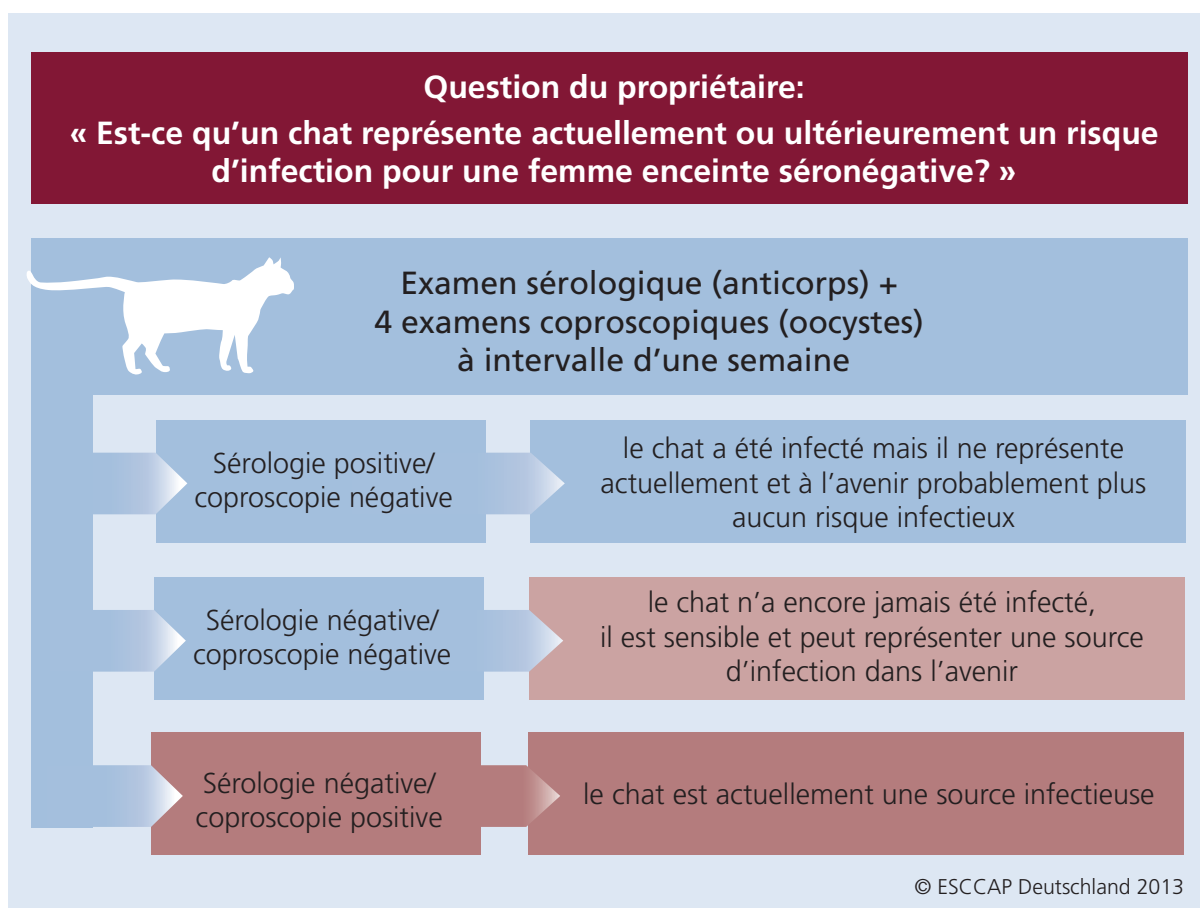 Question du propriétaire:
« Est-ce qu’un chat représente actuellement ou ultérieurement un risque
d’infection pour une femme enceinte séronégative? »
Examen sérologique (anticorps) +
4 examens coproscopiques (oocystes)
à intervalle d’une semaine
Sérologie positive/
coproscopie négative
le chat a été infecté mais il ne représente
actuellement et à l’avenir probablement plus
aucun risque infectieux
Sérologie négative/
coproscopie négative
le chat n’a encore jamais été infecté,
il est sensible et peut représenter une source
d’infection dans l’avenir
Sérologie négative/
coproscopie positive
le chat est actuellement une source infectieuse
© ESCCAP Deutschland 2013